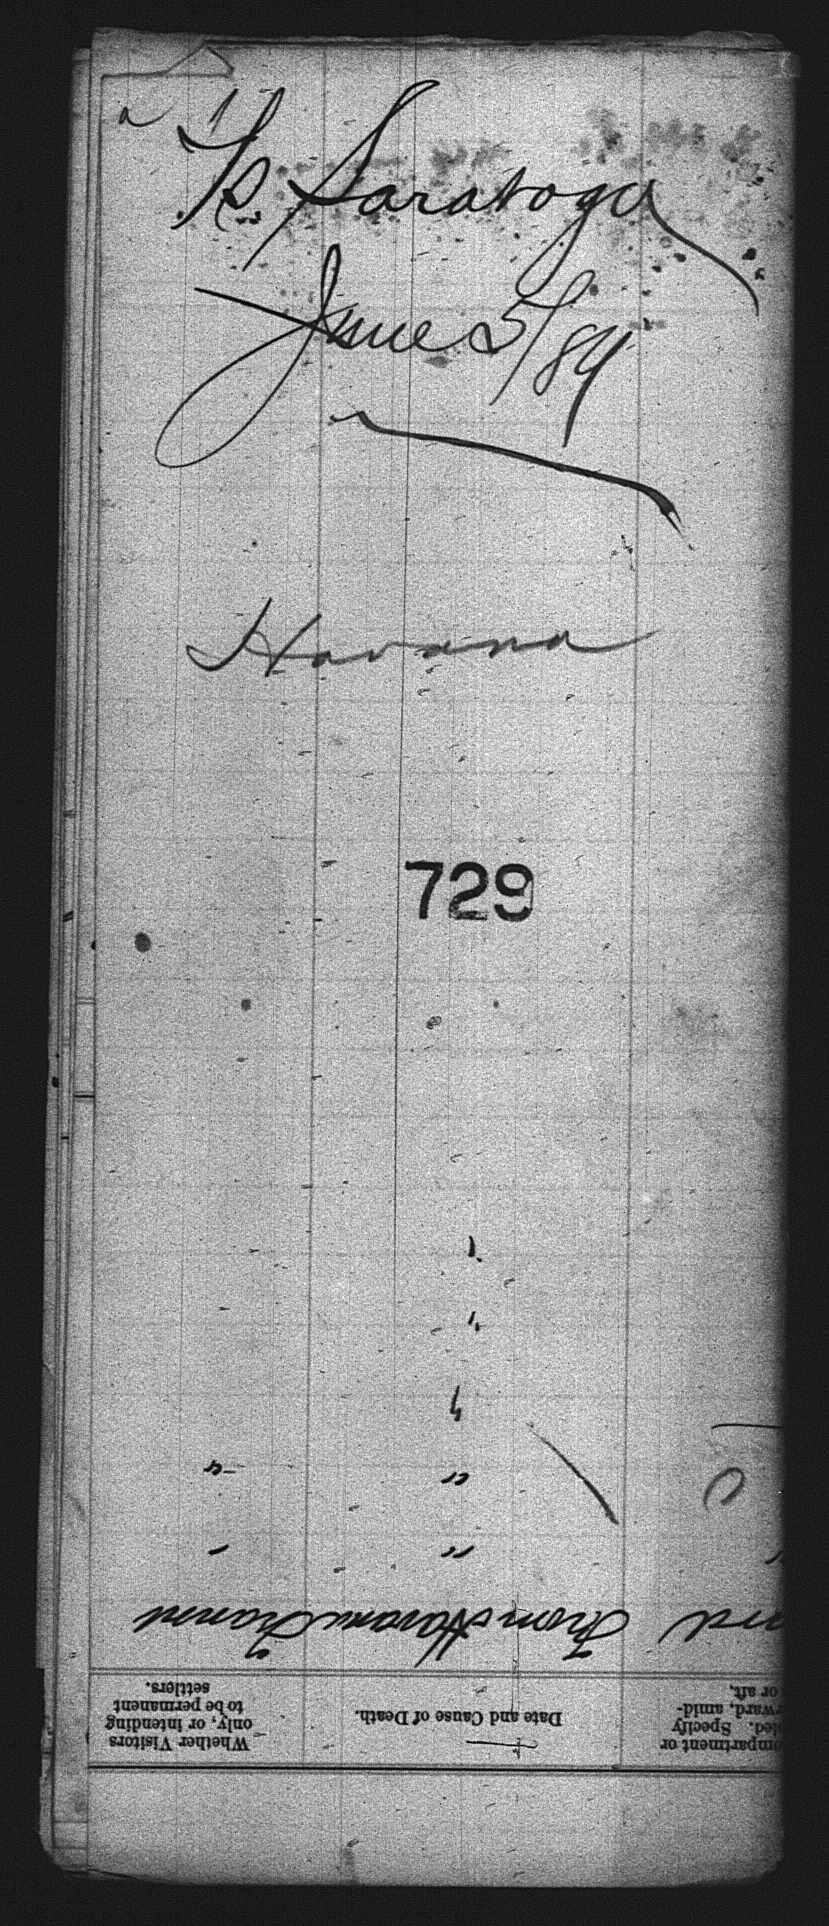 S/s. Saratoga
June 5/84
Havana
729
From Havana Transt
Whether Visitors only, or intending to be permanent settlers.
Date and Cause of Death.